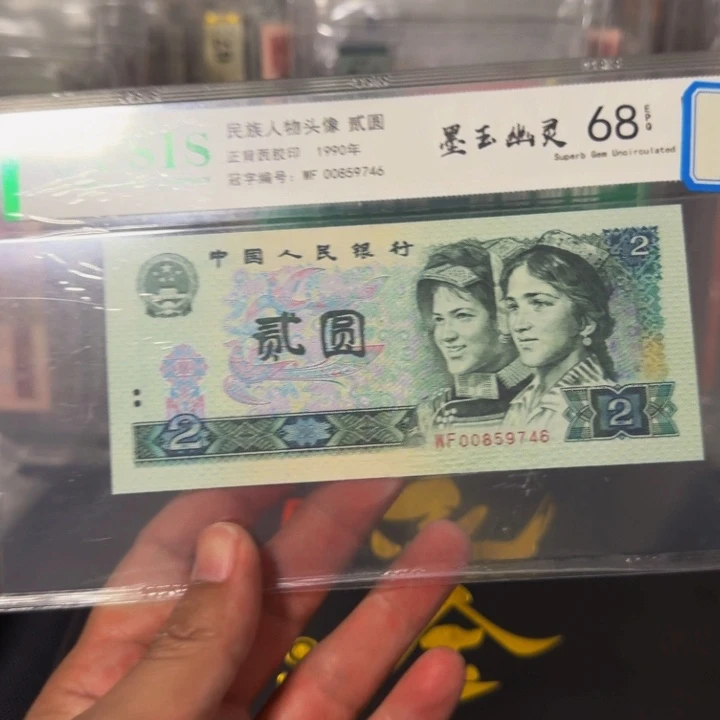 民族人物头像 贰圆
正背西胶印 1990年
冠字编号：WF 00859746
墨玉幽灵
68
EPQ
Superb Gem Uncirculated
中国人民银行
2
贰圆
2
WF00859746
2